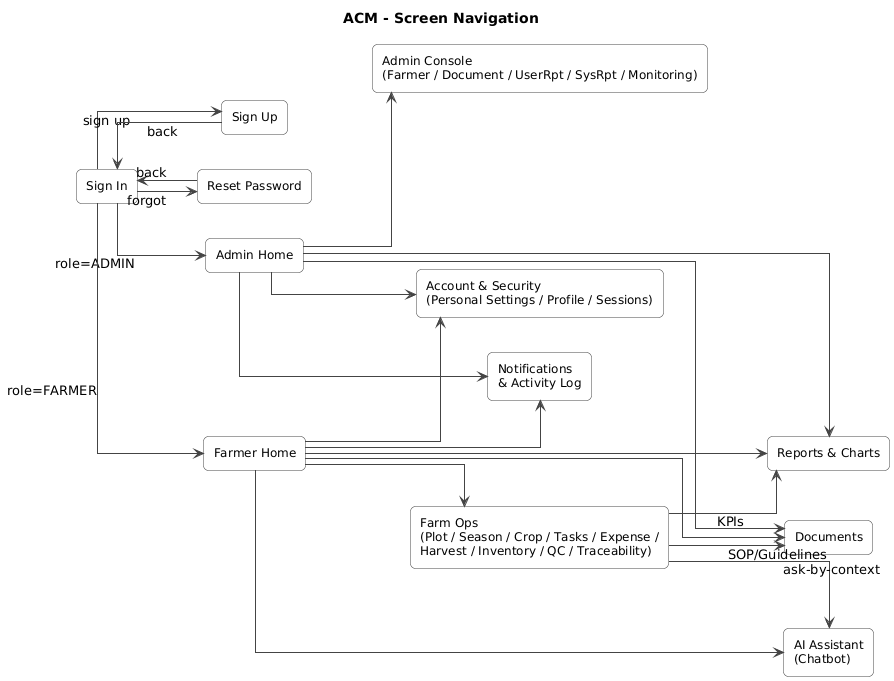 ACM - Screen Navigation
Admin Console
(Farmer / Document / UserRpt / SysRpt / Monitoring)
Sign Up
sign up
back
back
Sign In
Reset Password
forgot
Admin Home
role=ADMIN
Account & Security
(Personal Settings / Profile / Sessions)
Notifications
& Activity Log
role=FARMER
Farmer Home
Reports & Charts
Farm Ops
(Plot / Season / Crop / Tasks / Expense /
Harvest / Inventory / QC / Traceability)
KPIs
Documents
SOP/Guidelines
ask-by-context
AI Assistant
(Chatbot)